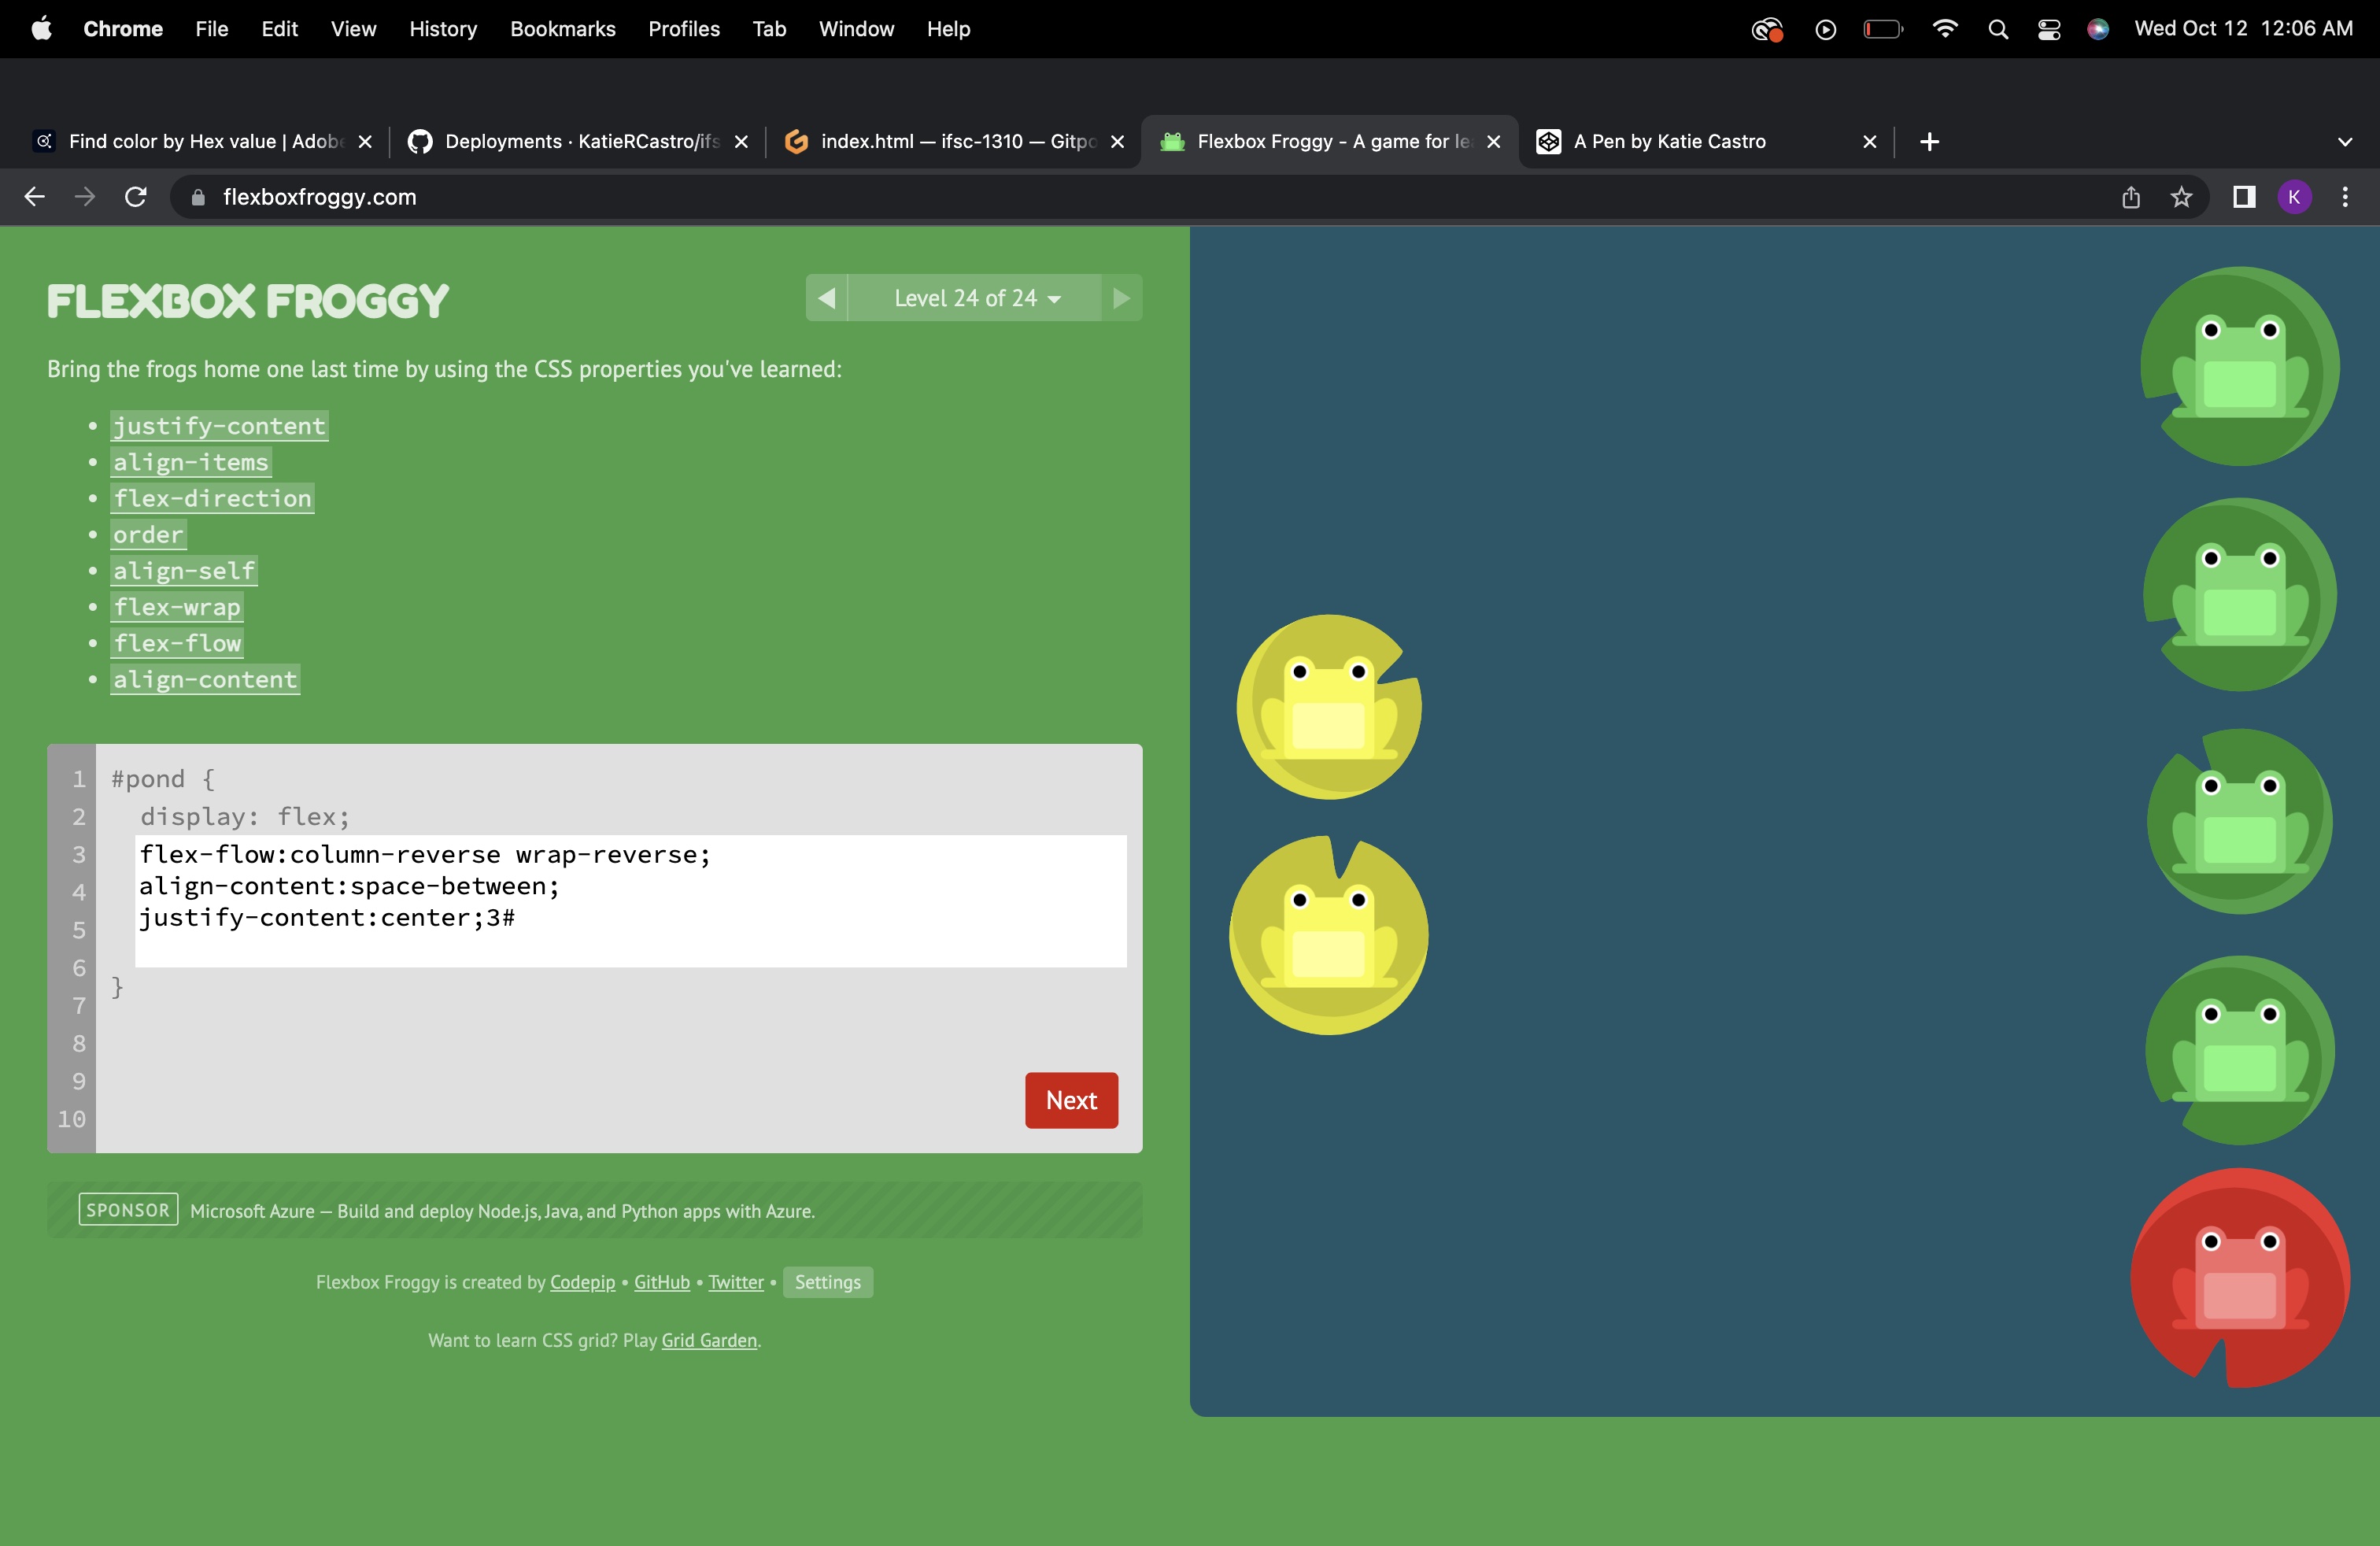 Chrome File Edit View History Bookmarks Profiles Tab Window Help Wed Oct 12 12:06 AM
Find color by Hex value | Adobe Deployments · KatieRCastro/ifs index.html — ifsc-1310 — Gitpo Flexbox Froggy - A game for le A Pen by Katie Castro
flexboxfroggy.com K
FLEXBOX FROGGY
Level 24 of 24
Bring the frogs home one last time by using the CSS properties you've learned:
• justify-content
• align-items
• flex-direction
• order
• align-self
• flex-wrap
• flex-flow
• align-content
1 #pond {
2 display: flex;
3 flex-flow:column-reverse wrap-reverse;
4 align-content:space-between;
5 justify-content:center;3#
6 }
7
8
9
10
Next
SPONSOR Microsoft Azure — Build and deploy Node.js, Java, and Python apps with Azure.
Flexbox Froggy is created by Codepip • GitHub • Twitter • Settings
Want to learn CSS grid? Play Grid Garden.